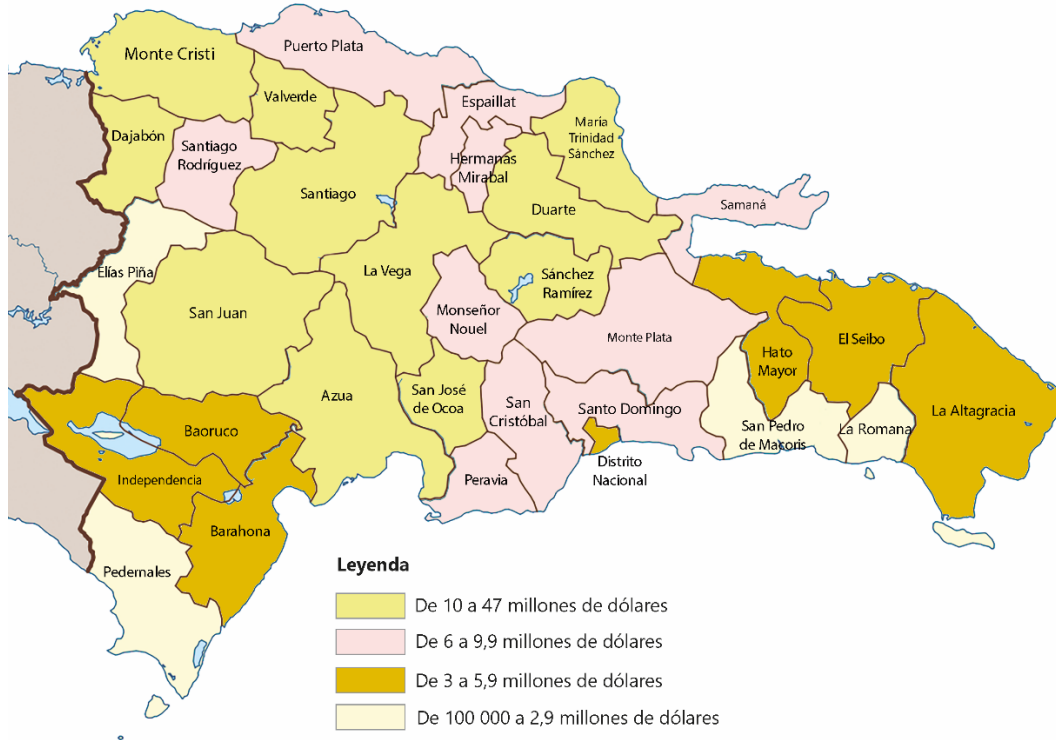 Monte Cristi
Puerto Plata
Valverde
Espaillat
María
Trinidad
Sánchez
Dajabón
Santiago
Rodríguez
Hermanas
Mirabal
Santiago
Duarte
Samaná
Elías Piña
La Vega
Sánchez
Ramírez
San Juan
Monseñor
Nouel
Monte Plata
El Seibo
Hato
Mayor
Azua
San José
de Ocoa
San
Cristóbal
Santo Domingo
La Altagracia
Baoruco
San Pedro
de Makoris
La Romana
Distrito
Nacional
Independencia
Peravia
Barahona
Pedernales
Leyenda
De 10 a 47 millones de dólares
De 6 a 9,9 millones de dólares
De 3 a 5,9 millones de dólares
De 100 000 a 2,9 millones de dólares